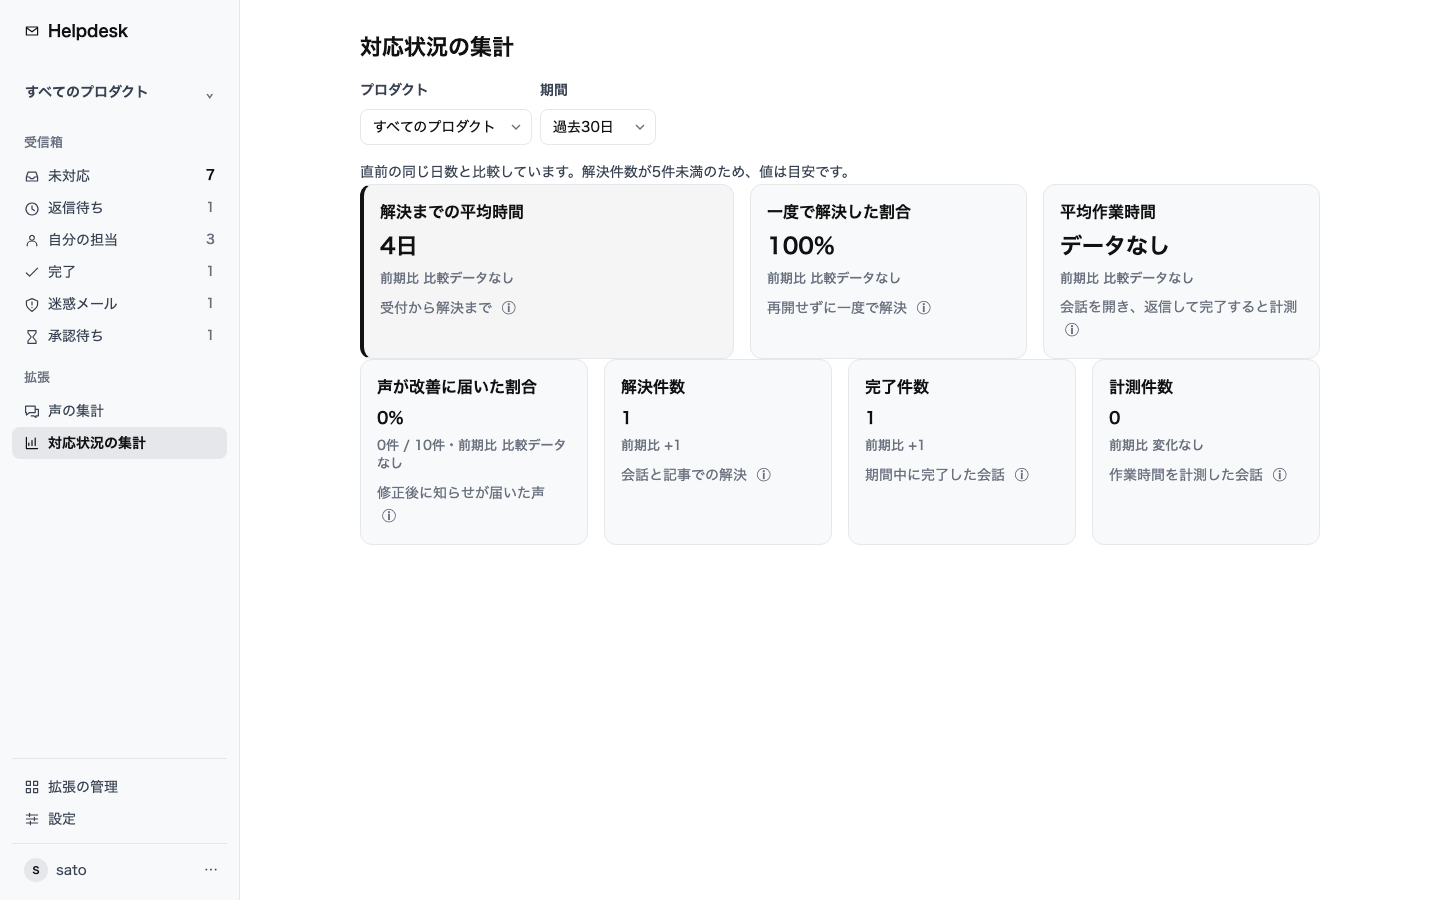 Helpdesk
すべてのプロダクト
受信箱
未対応 7
返信待ち 1
自分の担当 3
完了 1
迷惑メール 1
承認待ち 1
拡張
声の集計
対応状況の集計
拡張の管理
設定
S sato ...
対応状況の集計
プロダクト 期間
すべてのプロダクト 過去30日
直前の同じ日数と比較しています。解決件数が5件未満のため、値は目安です。
解決までの平均時間
4日
前期比 比較データなし
受付から解決まで
一度で解決した割合
100%
前期比 比較データなし
再開せずに一度で解決
平均作業時間
データなし
前期比 比較データなし
会話を開き、返信して完了すると計測
声が改善に届いた割合
0%
0件 / 10件・前期比 比較データ
なし
修正後に知らせが届いた声
解決件数
1
前期比 +1
会話と記事での解決
完了件数
1
前期比 +1
期間中に完了した会話
計測件数
0
前期比 変化なし
作業時間を計測した会話